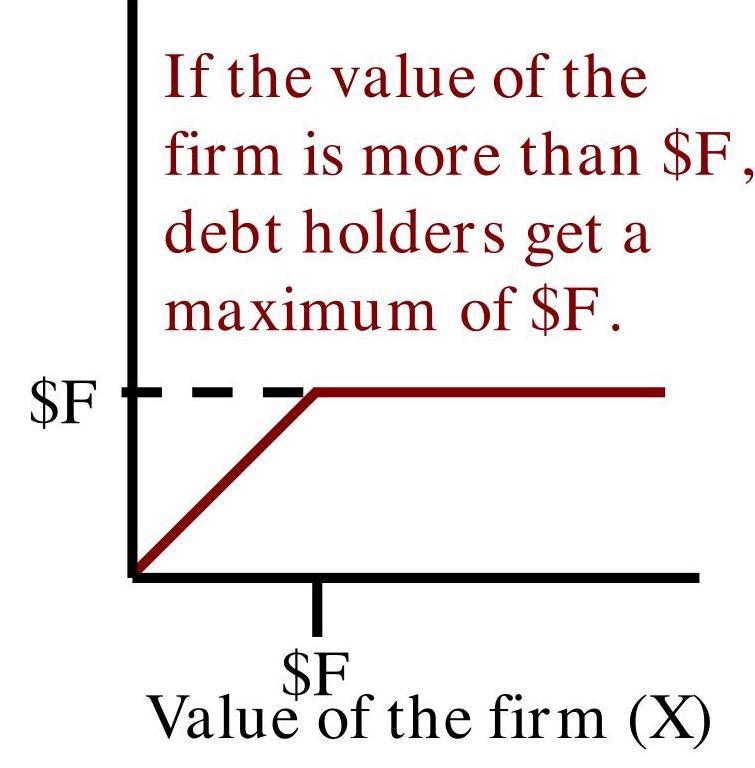 If the value of the
firm is more than $F,
debt holders get a
maximum of $F.
$F
$F
Value of the firm (X)